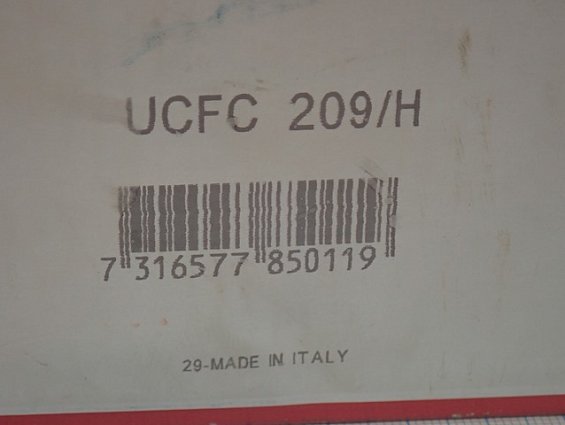 UCFC 209/H
7 316577 850119
29-MADE IN ITALY